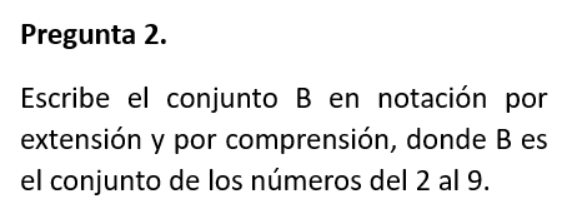 Pregunta 2.
Escribe el conjunto B en notación por
extensión y por comprensión, donde B es
el conjunto de los números del 2 al 9.